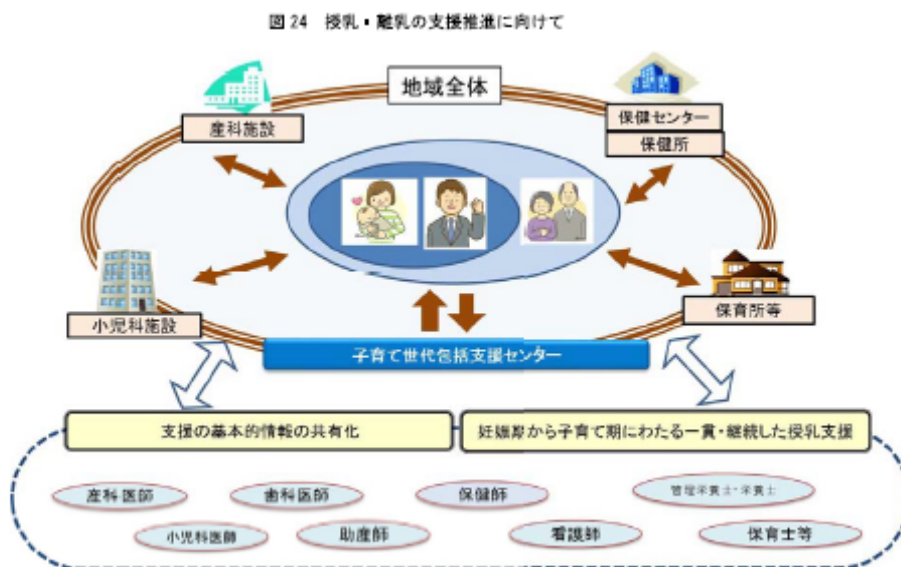 図24 授乳・離乳の支援推進に向けて
地域全体
産科施設
保健センター
保健所
小児科施設
保育所等
子育て世代包括支援センター
支援の基本的情報の共有化
妊娠期から子育て期にわたる一貫・継続した授乳支援
産科医師
歯科医師
保健師
管理栄養士・栄養士
小児科医師
助産師
看護師
保育士等